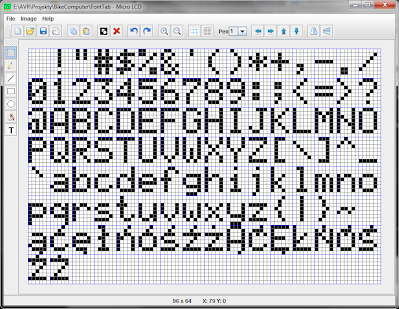 E:\AVR\Projekty\BikeComputer\FontTab - Micro LCD
File Image Help
Pen 1
T
!"#$%&'()*+,-./
0123456789:;<=>?
@ABCDEFGHIJKLMNO
PQRSTUVWXYZ[\]^_
`abcdefghijklmno
pqrstuvwxyz{|}~
ąćęłńóśźżĄĆĘŁŃÓŚ
ŹŻ
96 x 64 X: 79 Y: 0